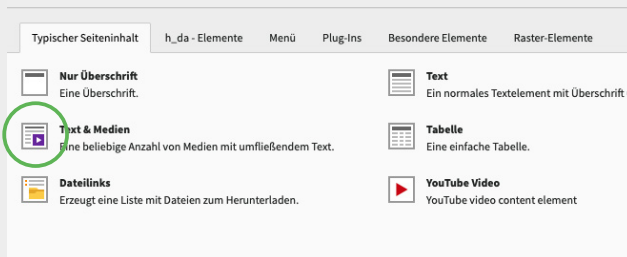 Typischer Seiteninhalt h_da - Elemente Menü Plug-Ins Besondere Elemente Raster-Elemente
Nur Überschrift
Eine Überschrift.
Text
Ein normales Textelement mit Überschrift
Text & Medien
Eine beliebige Anzahl von Medien mit umfließendem Text.
Tabelle
Eine einfache Tabelle.
Dateilinks
Erzeugt eine Liste mit Dateien zum Herunterladen.
YouTube Video
YouTube video content element